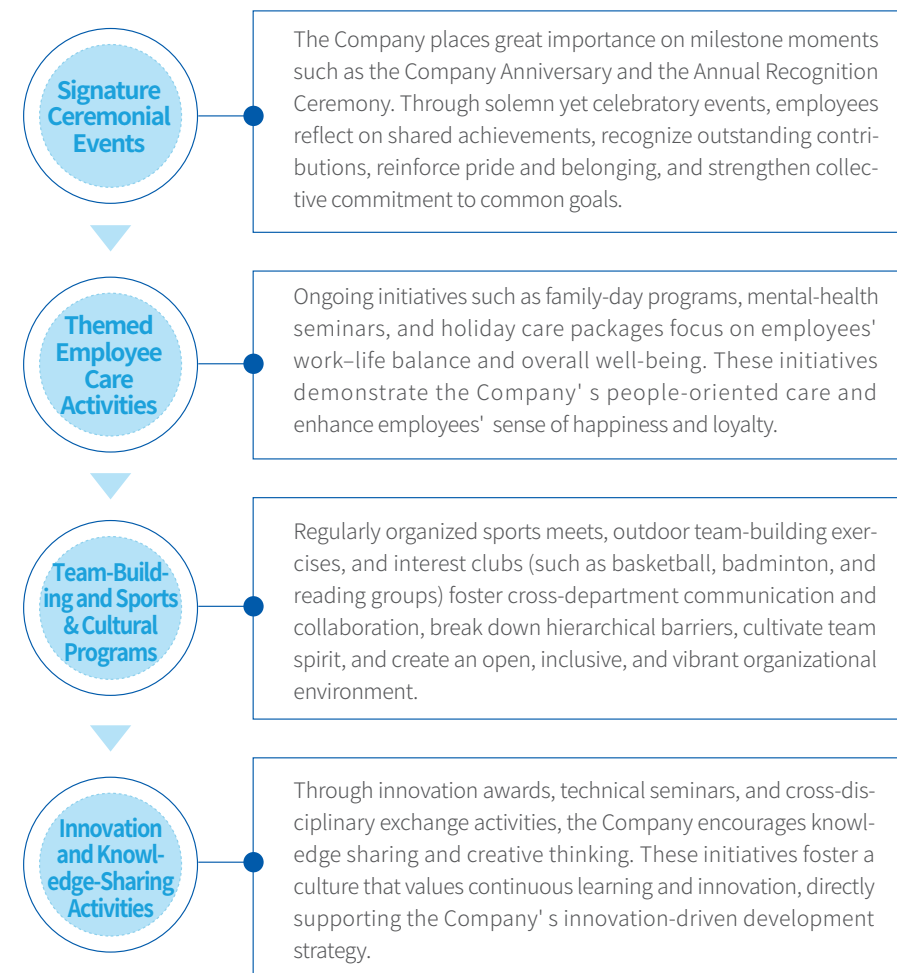 Signature
Ceremonial
Events
The Company places great importance on milestone moments
such as the Company Anniversary and the Annual Recognition
Ceremony. Through solemn yet celebratory events, employees
reflect on shared achievements, recognize outstanding contri-
butions, reinforce pride and belonging, and strengthen collec-
tive commitment to common goals.
Themed
Employee
Care
Activities
Ongoing initiatives such as family-day programs, mental-health
seminars, and holiday care packages focus on employees'
work–life balance and overall well-being. These initiatives
demonstrate the Company' s people-oriented care and
enhance employees' sense of happiness and loyalty.
Team-Build-
ing and Sports
& Cultural
Programs
Regularly organized sports meets, outdoor team-building exer-
cises, and interest clubs (such as basketball, badminton, and
reading groups) foster cross-department communication and
collaboration, break down hierarchical barriers, cultivate team
spirit, and create an open, inclusive, and vibrant organizational
environment.
Innovation
and Knowl-
edge-Sharing
Activities
Through innovation awards, technical seminars, and cross-dis-
ciplinary exchange activities, the Company encourages knowl-
edge sharing and creative thinking. These initiatives foster a
culture that values continuous learning and innovation, directly
supporting the Company' s innovation-driven development
strategy.